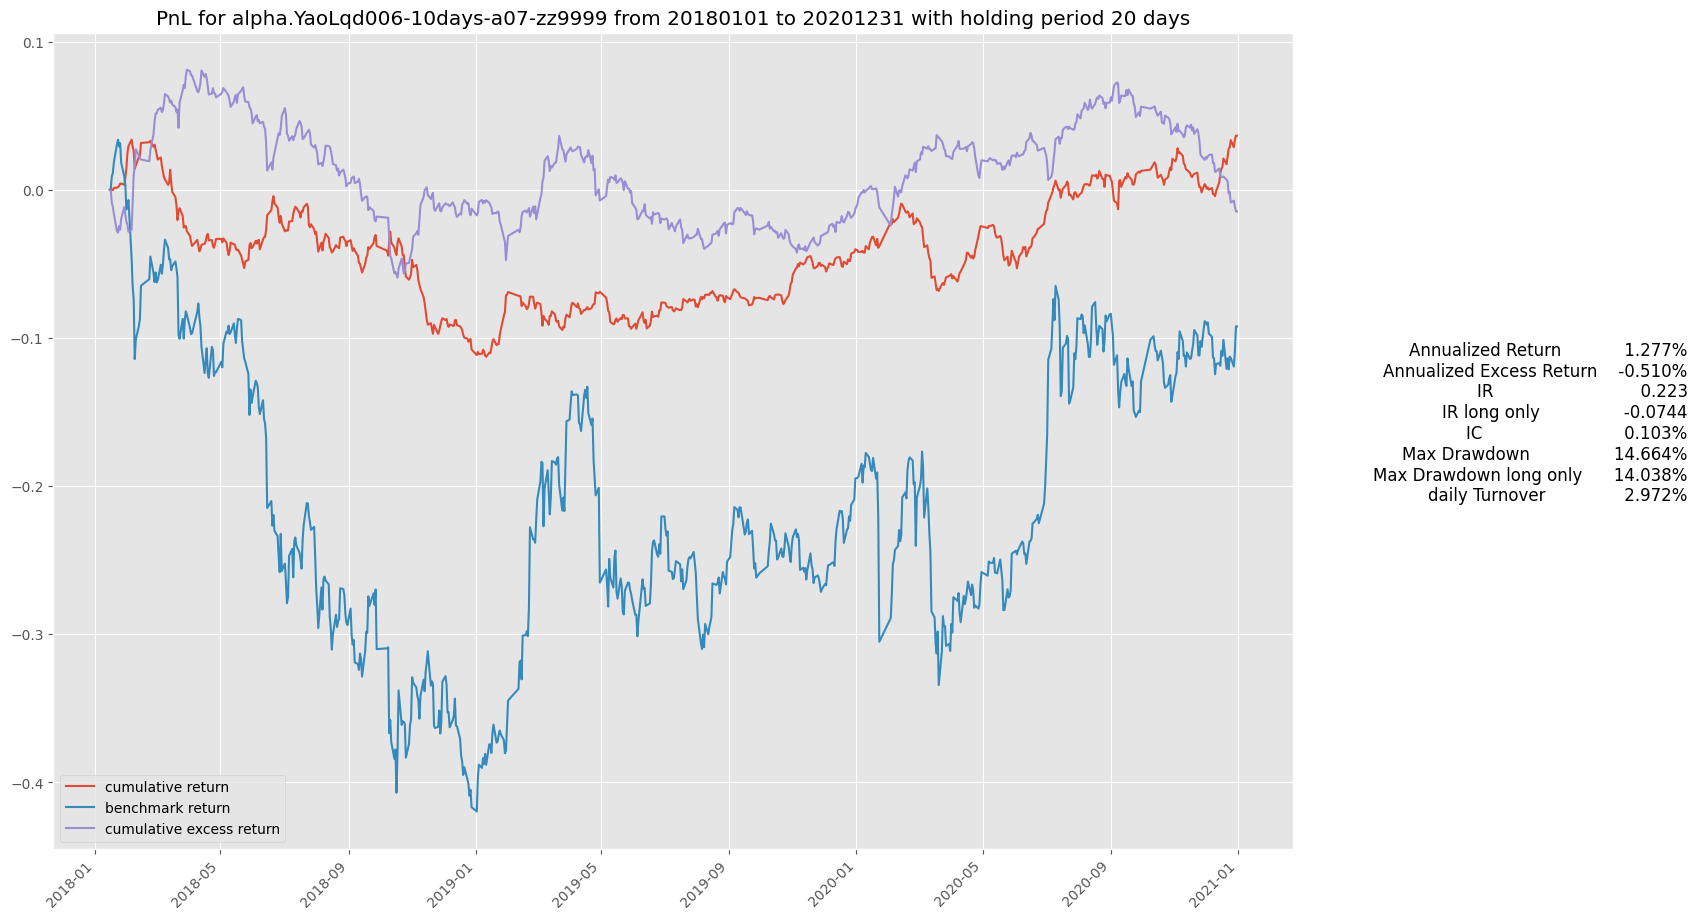 PnL for alpha.YaoLqd006-10days-a07-zz9999 from 20180101 to 20201231 with holding period 20 days
0.1
0.0
−0.1
−0.2
−0.3
−0.4
cumulative return
benchmark return
cumulative excess return
2018-01
2018-05
2018-09
2019-01
2019-05
2019-09
2020-01
2020-05
2020-09
2021-01
Annualized Return 1.277%
Annualized Excess Return -0.510%
IR 0.223
IR long only -0.0744
IC 0.103%
Max Drawdown 14.664%
Max Drawdown long only 14.038%
daily Turnover 2.972%